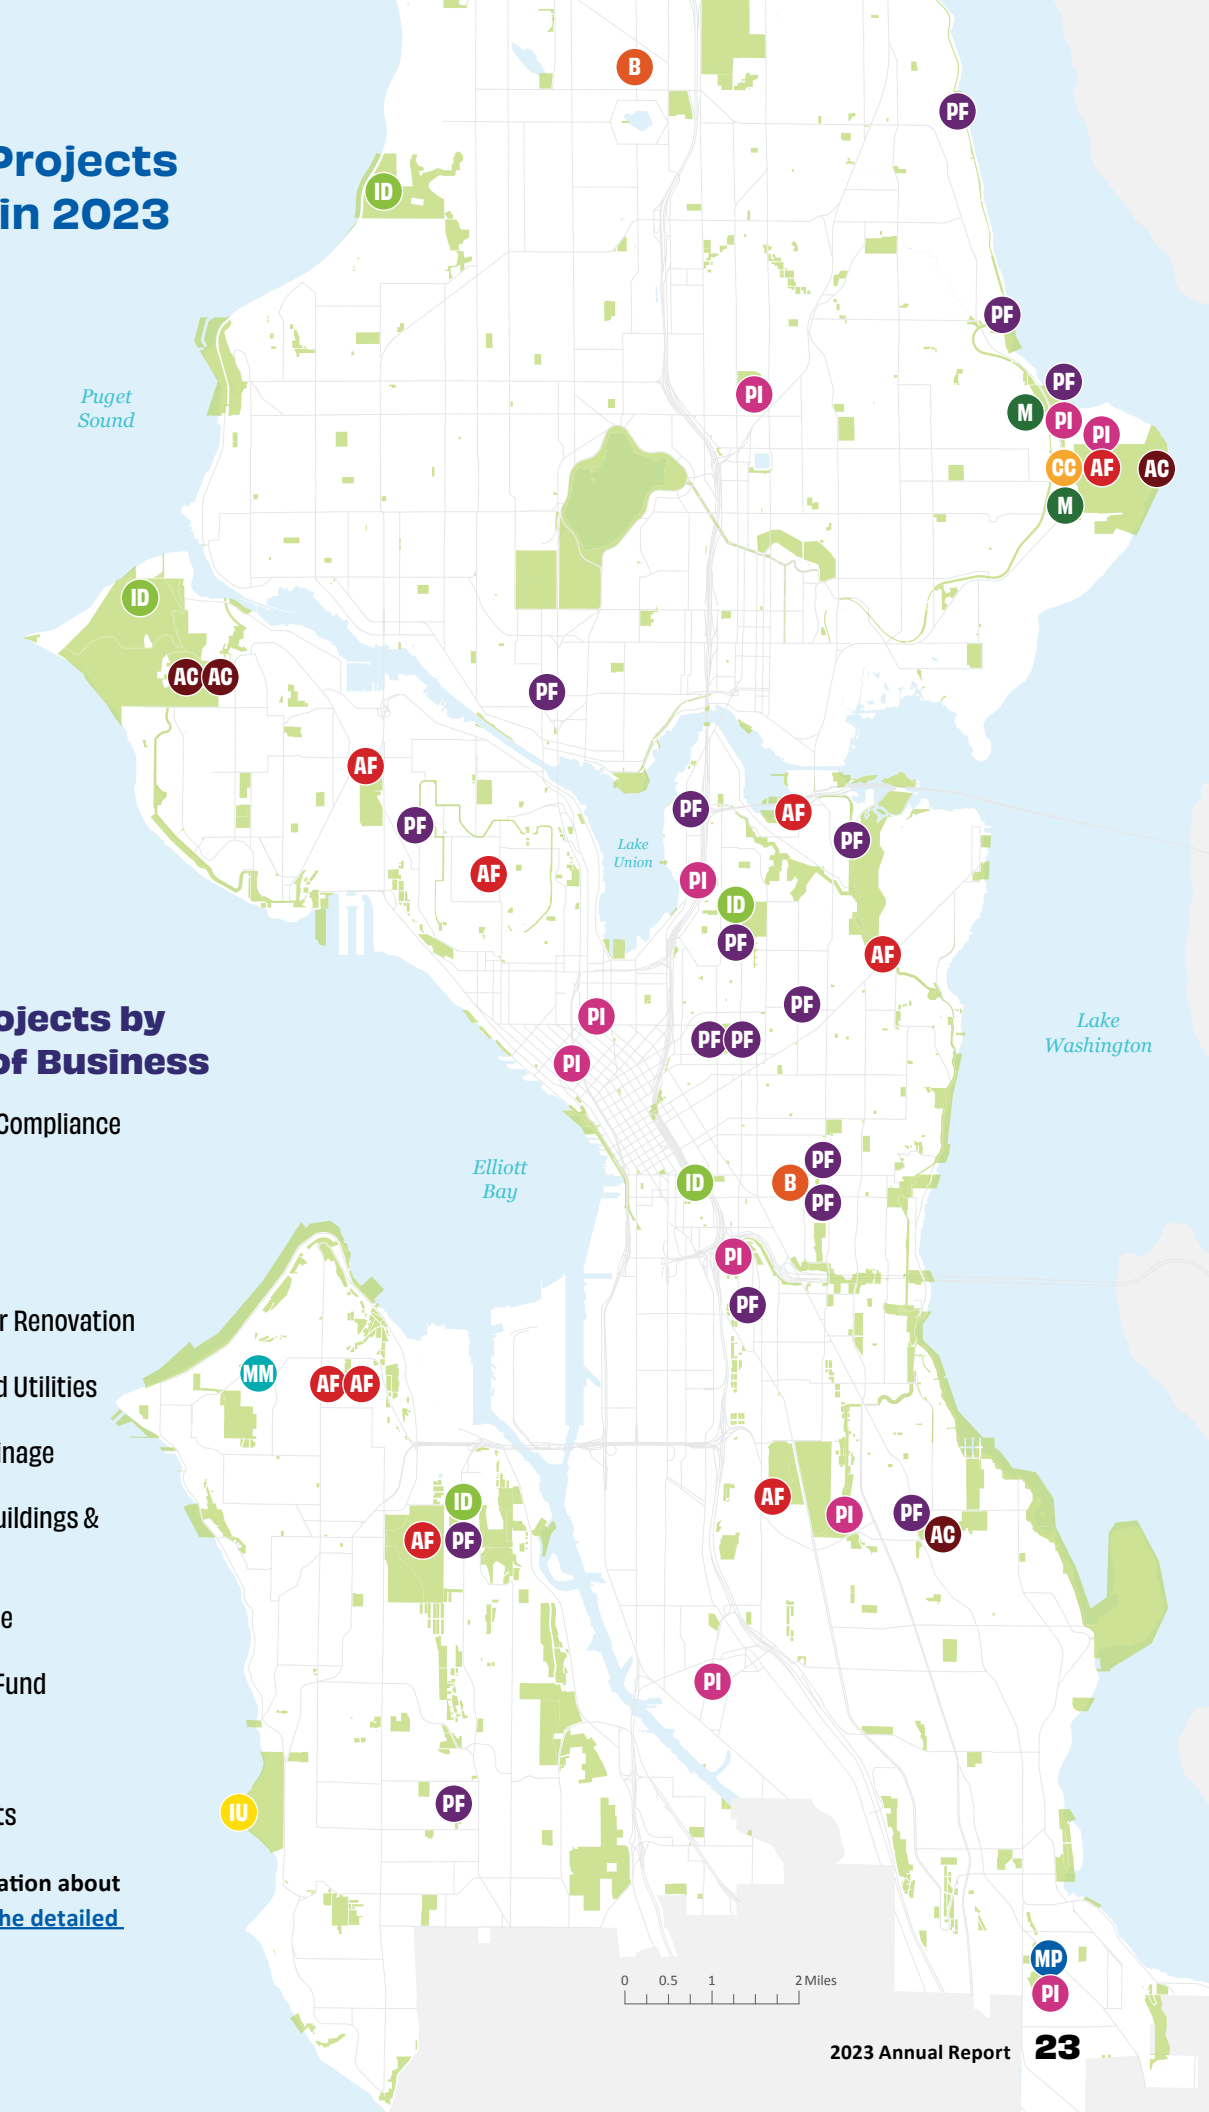 B
PF
Projects
in 2023
ID
PF
Puget
Sound
PI
PF
M
PI
PI
CC
AF
AC
M
ID
AC
AC
PF
AF
PF
PF
AF
PF
Lake
Union
AF
PI
ID
PF
AF
PF
PI
PF
PF
PI
ojects by
of Business
Lake
Washington
Compliance
Elliott
Bay
PF
ID
B
PF
PI
PF
r Renovation
MM
AF
AF
d Utilities
inage
ID
AF
PI
PF
AC
uildings &
AF
PF
e
Fund
PI
IU
PF
ts
ation about
he detailed
MP
PI
0 0.5 1 2 Miles
2023 Annual Report 23